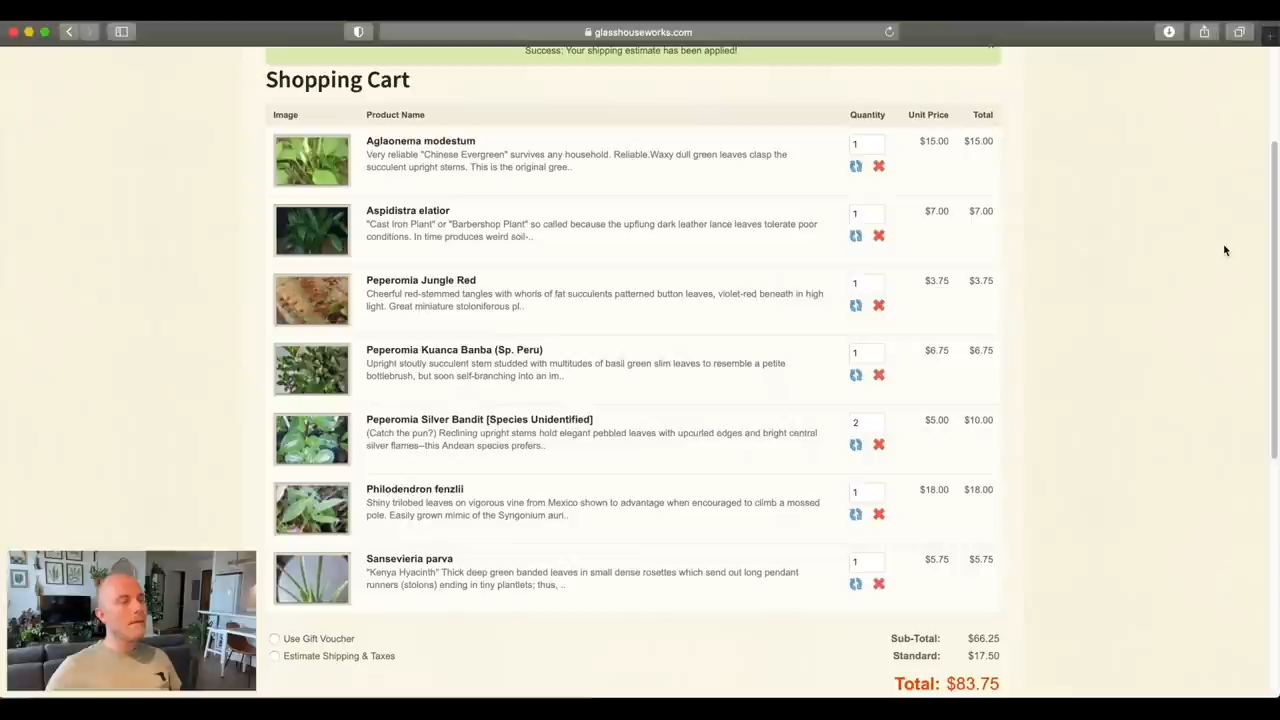 glasshouseworks.com
Success: Your shipping estimate has been applied!
Shopping Cart
Image Product Name Quantity Unit Price Total
Aglaonema modestum 1 $15.00 $15.00
Very reliable "Chinese Evergreen" survives any household. Reliable.Waxy dull green leaves clasp the
succulent upright stems. This is the original gree..
Aspidistra elatior 1 $7.00 $7.00
"Cast Iron Plant" or "Barbershop Plant" so called because the upflung dark leather lance leaves tolerate poor
conditions. In time produces weird soil-..
Peperomia Jungle Red 1 $3.75 $3.75
Cheerful red-stemmed tangles with whorls of fat succulents patterned button leaves, violet-red beneath in high
light. Great miniature stoloniferous pl..
Peperomia Kuanca Banba (Sp. Peru) 1 $6.75 $6.75
Upright stoutly succulent stem studded with multitudes of basil green slim leaves to resemble a petite
bottlebrush, but soon self-branching into an im..
Peperomia Silver Bandit [Species Unidentified] 2 $5.00 $10.00
(Catch the pun?) Reclining upright stems hold elegant pebbled leaves with upcurled edges and bright central
silver flames--this Andean species prefers..
Philodendron fenzlii 1 $18.00 $18.00
Shiny trilobed leaves on vigorous vine from Mexico shown to advantage when encouraged to climb a mossed
pole. Easily grown mimic of the Syngonium auri..
Sansevieria parva 1 $5.75 $5.75
"Kenya Hyacinth" Thick deep green banded leaves in small dense rosettes which send out long pendant
runners (stolons) ending in tiny plantlets; thus, ..
Use Gift Voucher Sub-Total: $66.25
Estimate Shipping & Taxes Standard: $17.50
Total: $83.75